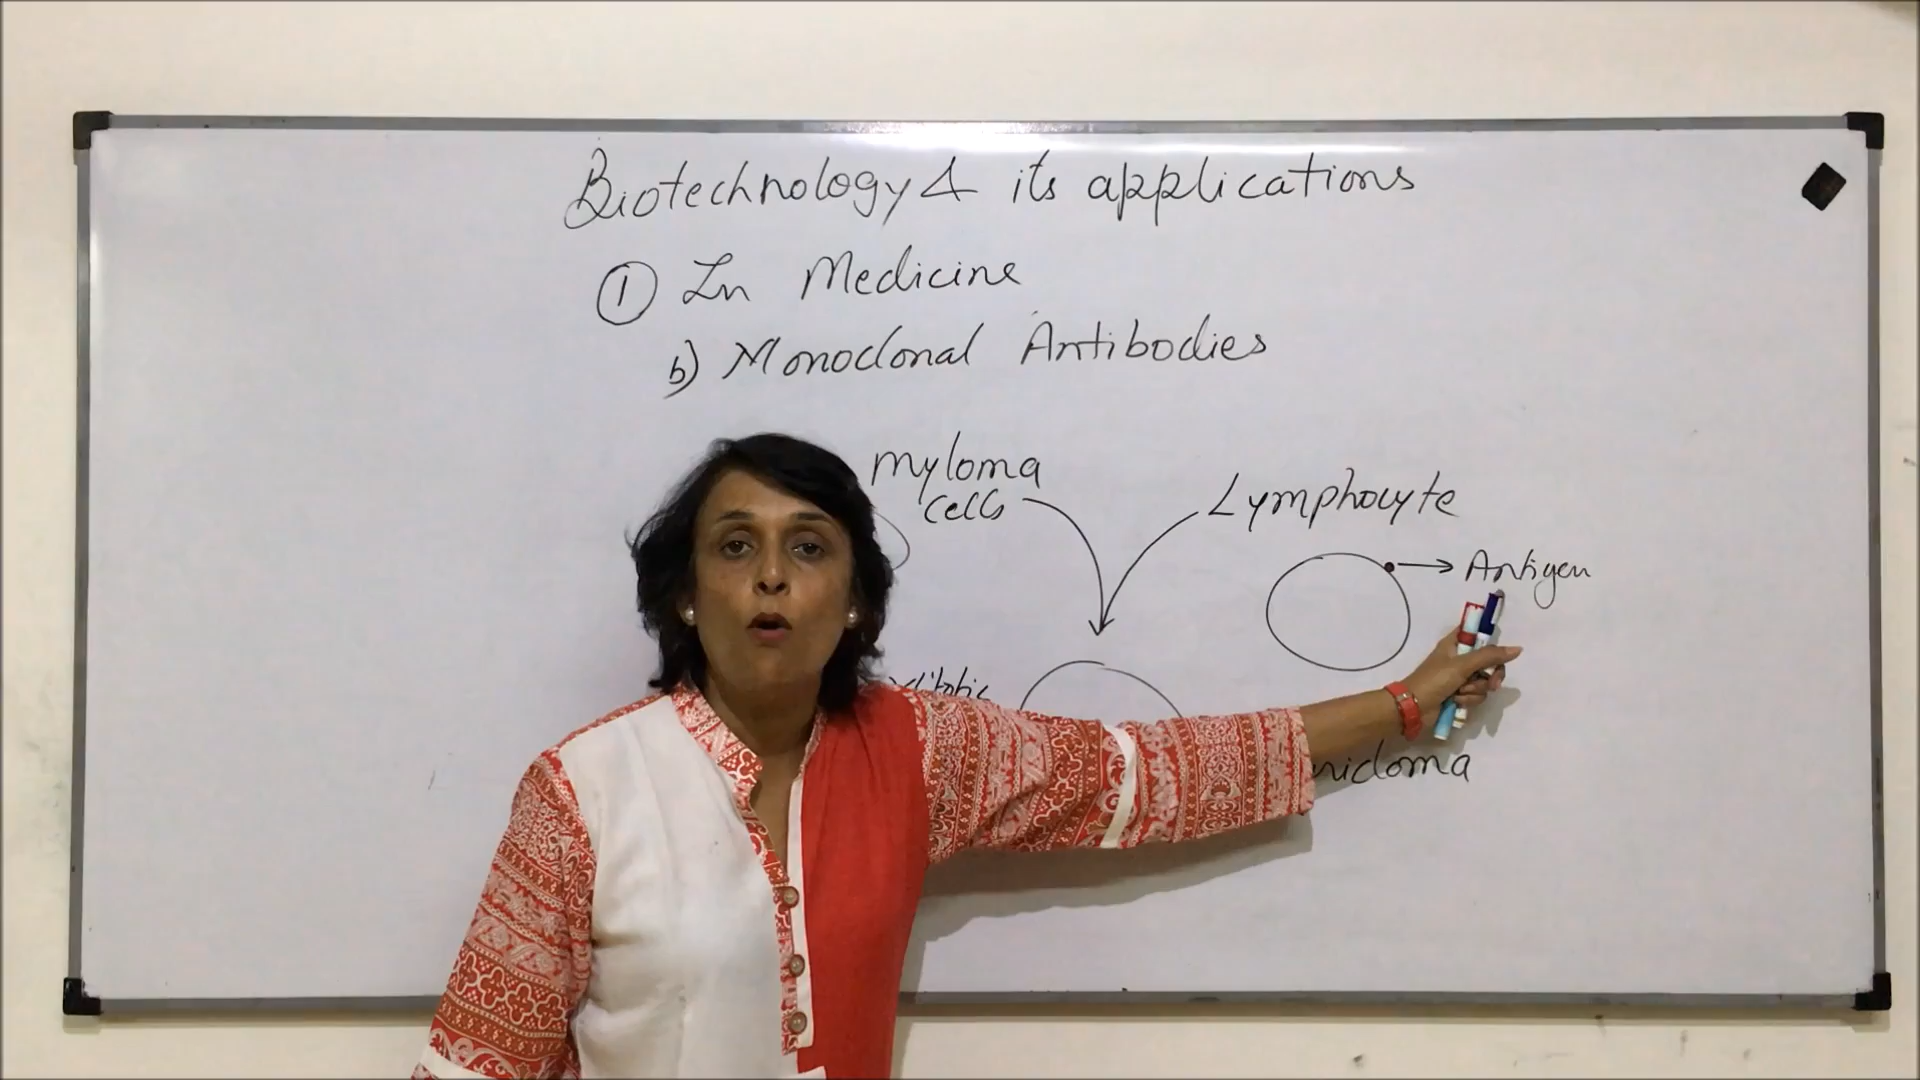 Biotechnology & its applications
① In Medicine
b) Monoclonal Antibodies
Myloma
cells
Lymphocyte
Antigen